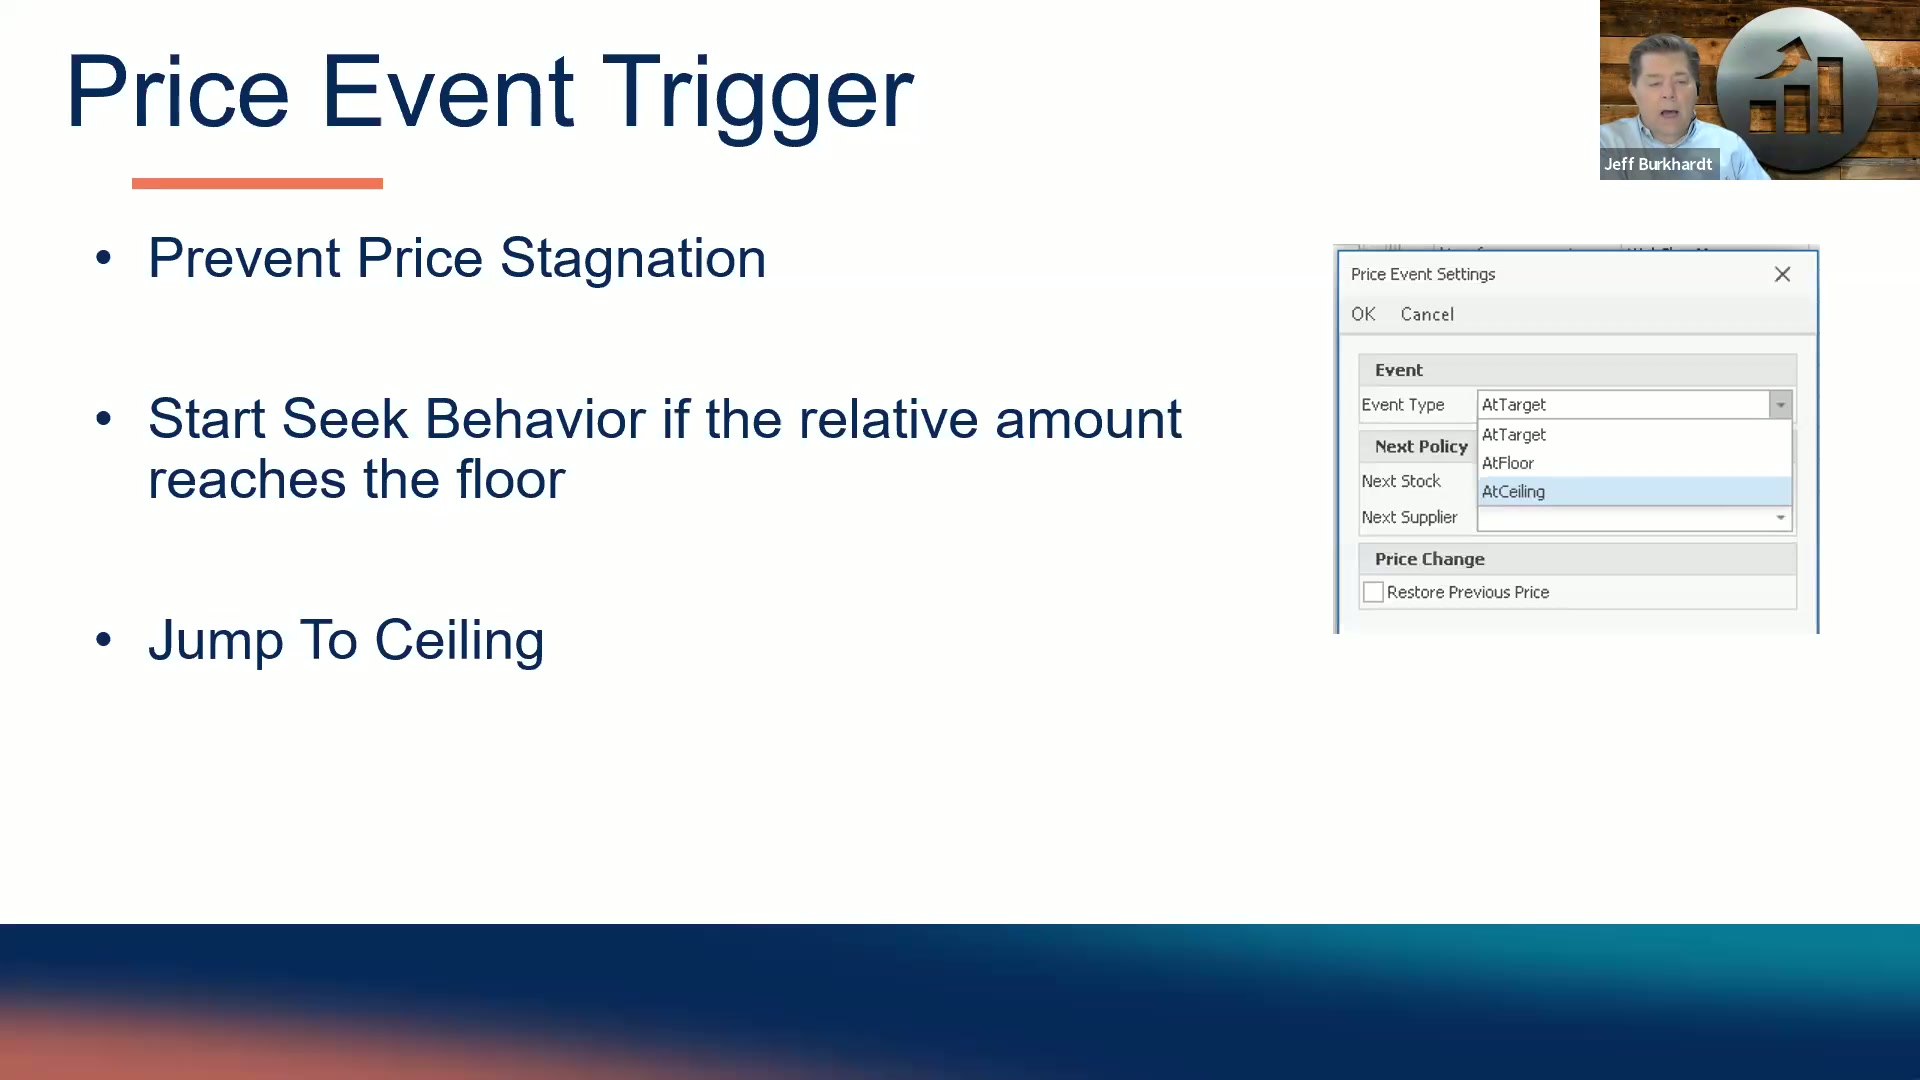 Price Event Trigger
Jeff Burkhardt
• Prevent Price Stagnation
• Start Seek Behavior if the relative amount
reaches the floor
• Jump To Ceiling
Price Event Settings
OK Cancel
Event
Event Type AtTarget
AtTarget
Next Policy
AtFloor
Next Stock
AtCeiling
Next Supplier
Price Change
Restore Previous Price